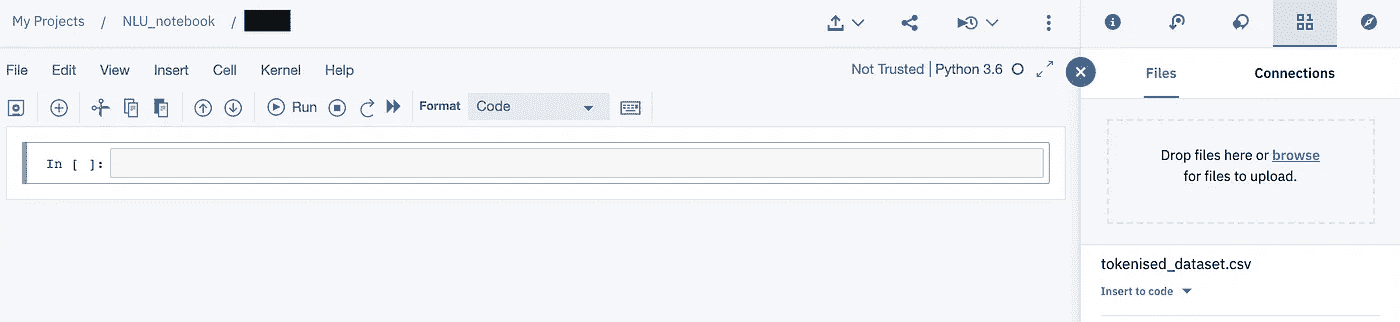 My Projects / NLU_notebook /
File Edit View Insert Cell Kernel Help
Not Trusted | Python 3.6
Run Format Code
In [ ]:
Files Connections
Drop files here or browse
for files to upload.
tokenised_dataset.csv
Insert to code